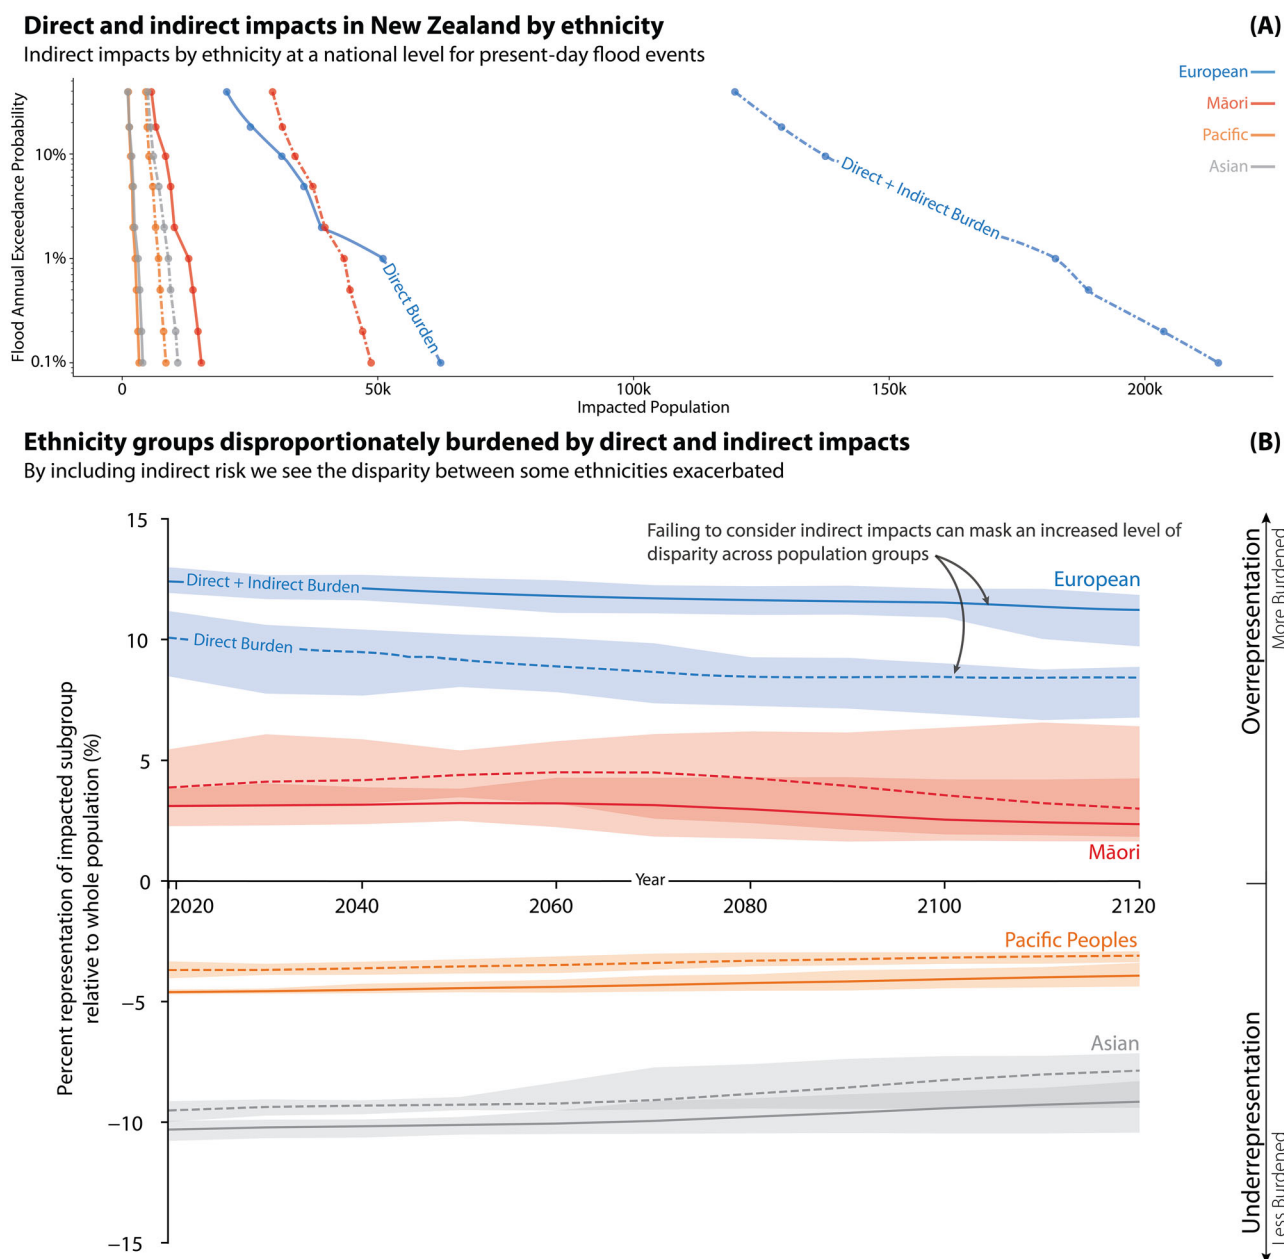 Direct and indirect impacts in New Zealand by ethnicity
(A)
Indirect impacts by ethnicity at a national level for present-day flood events
European
Māori
Pacific
Asian
Flood Annual Exceedance Probability
10%
1%
0.1%
Direct + Indirect Burden
Direct Burden
0
50k
100k
150k
200k
Impacted Population
Ethnicity groups disproportionately burdened by direct and indirect impacts
(B)
By including indirect risk we see the disparity between some ethnicities exacerbated
Percent representation of impacted subgroup
relative to whole population (%)
15
10
5
0
−5
−10
−15
Failing to consider indirect impacts can mask an increased level of
disparity across population groups
European
Direct + Indirect Burden
Direct Burden
Māori
Year
2020
2040
2060
2080
2100
2120
Pacific Peoples
Asian
Overrepresentation
More Burdened
Underrepresentation
Less Burdened